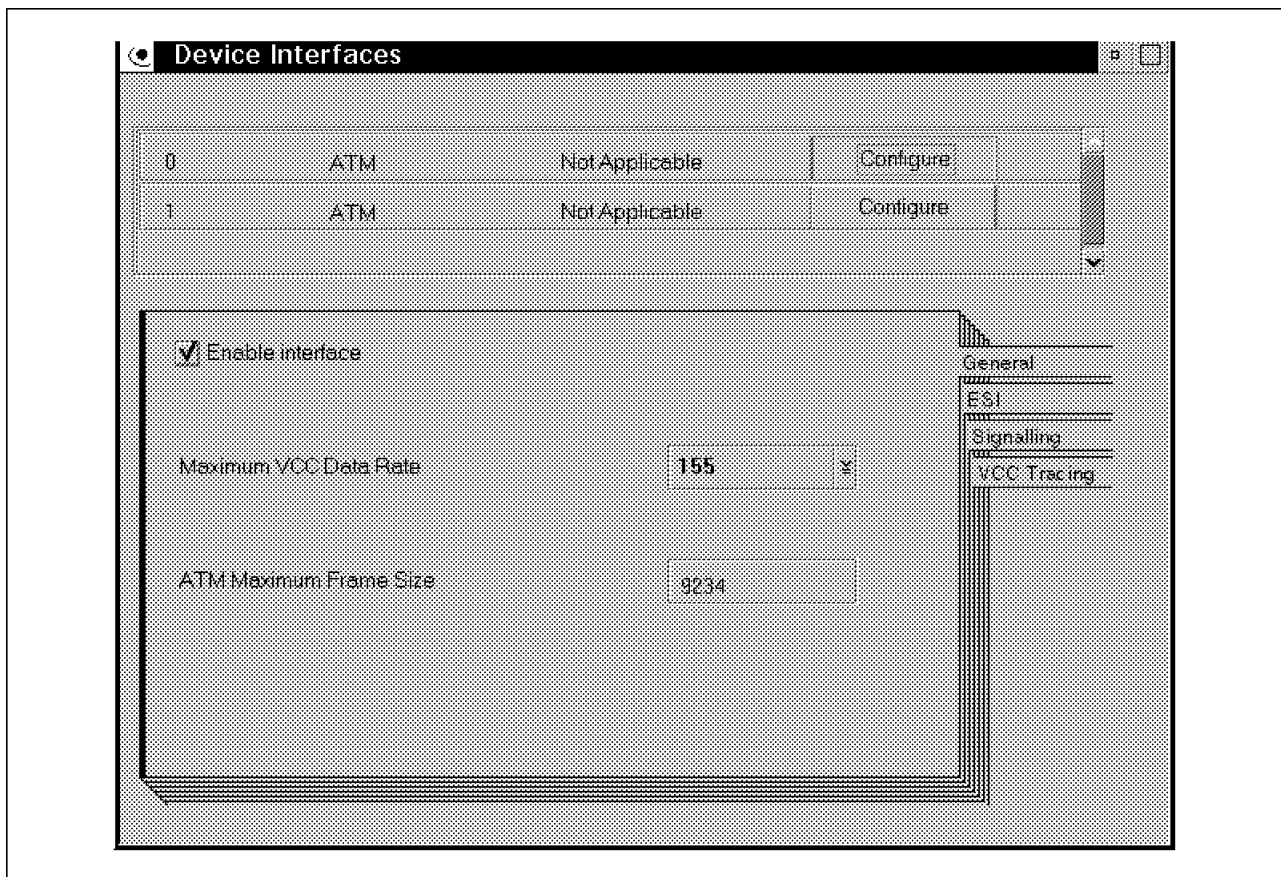 Device Interfaces
0 ATM Not Applicable Configure
1 ATM Not Applicable Configure
Enable interface
General
ESI
Signalling
VCC Tracing
Maximum VCC Data Rate 155
ATM Maximum Frame Size 9234